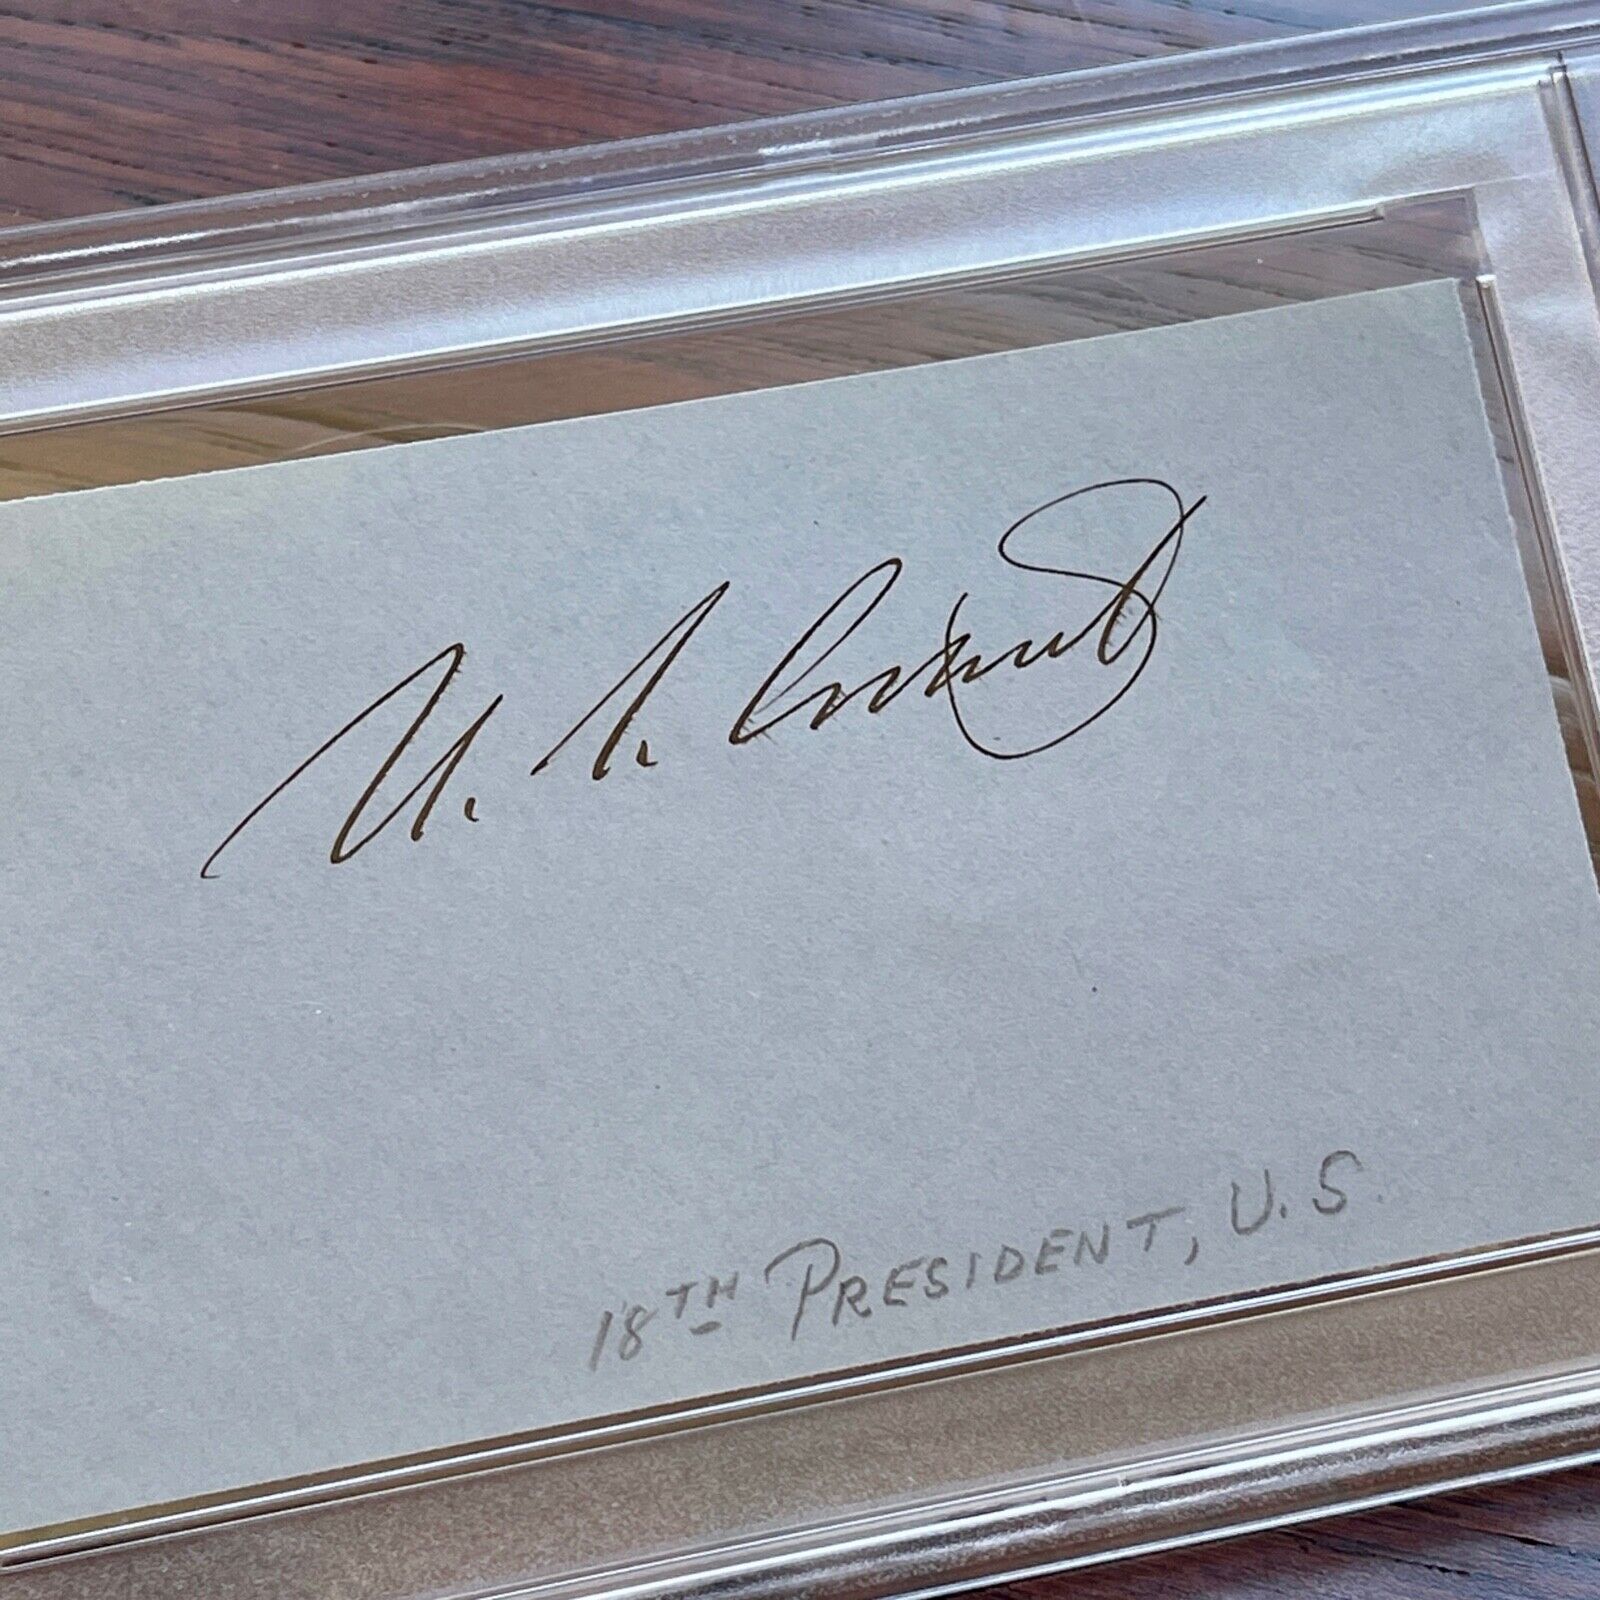 U. S. Grant
18TH PRESIDENT, U.S.